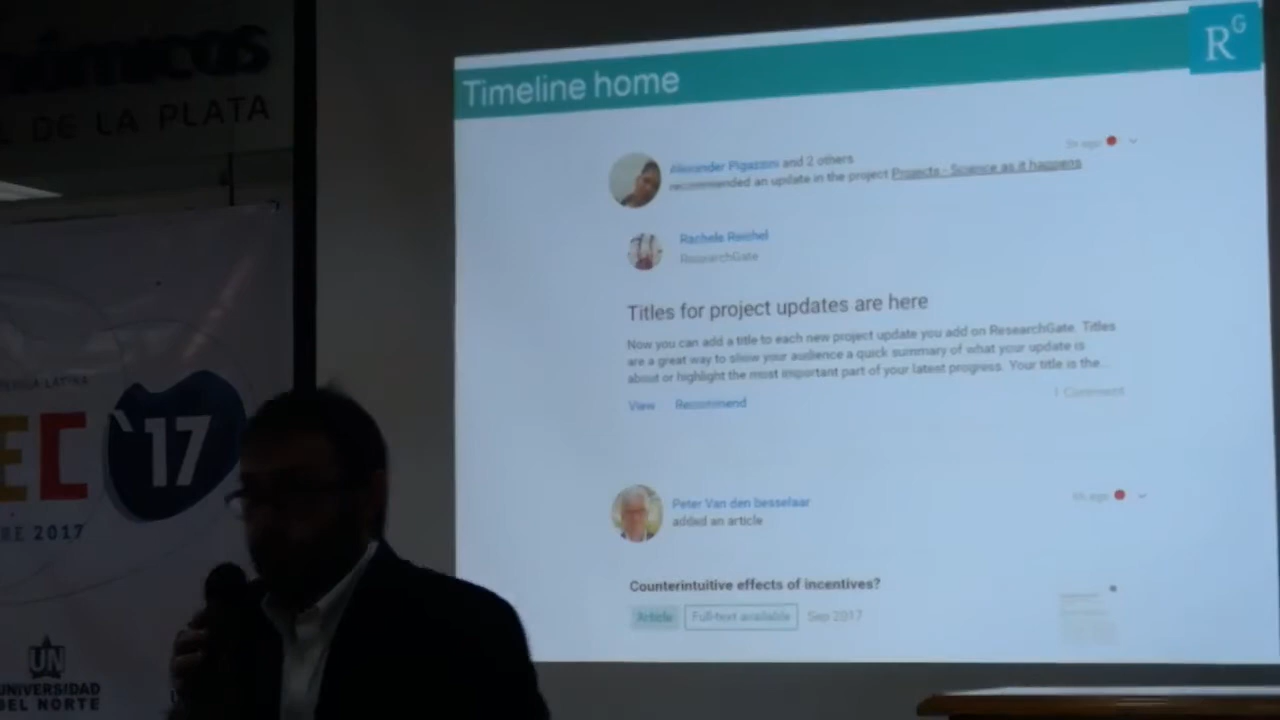 DE LA PLATA
EC '17
RE 2017
UN
UNIVERSIDAD
DEL NORTE
Timeline home
RG
Alexander Pigazzini and 2 others
recommended an update in the project Projects - Science as it happens
Rachele Reichel
ResearchGate
Titles for project updates are here
Now you can add a title to each new project update you add on ResearchGate. Titles
are a great way to show your audience a quick summary of what your update is
about or highlight the most important part of your latest progress. Your title is the...
View Recommend
1 Comment
Peter Van den besselaar
added an article
Counterintuitive effects of incentives?
Article Full-text available Sep 2017